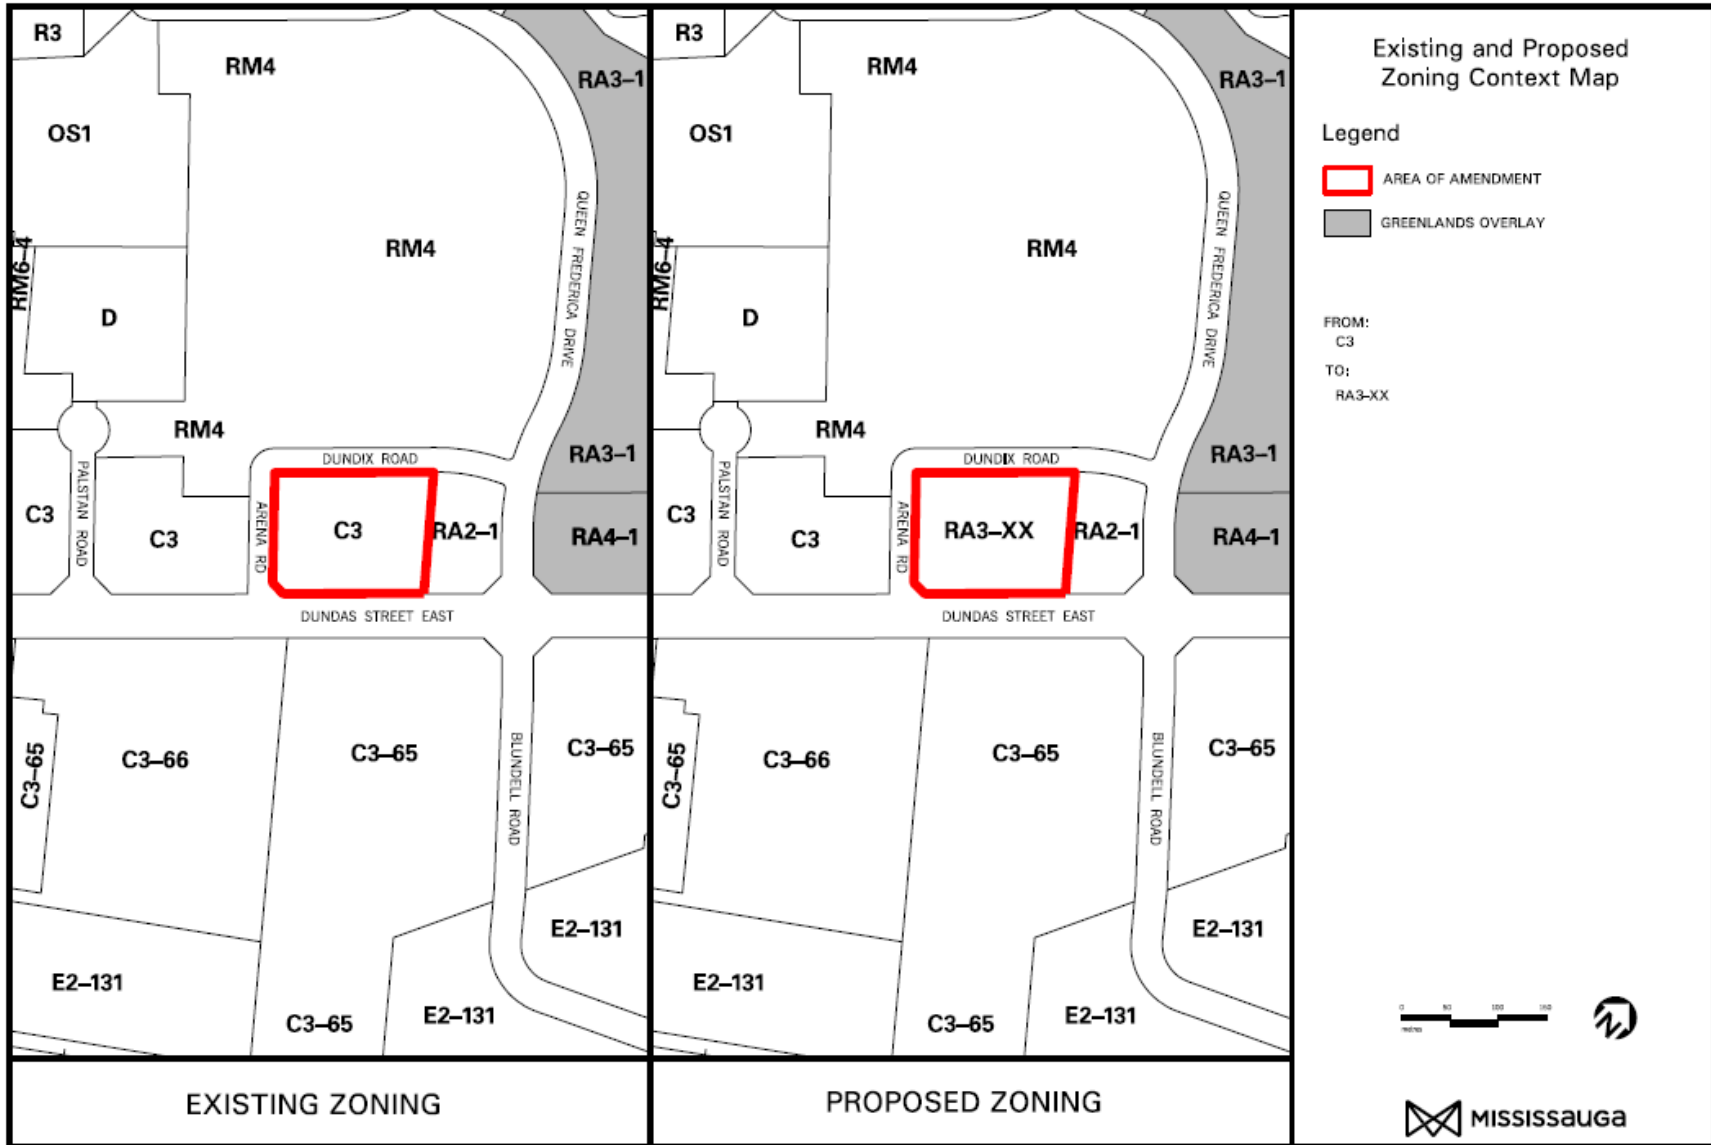 R3
RM4
RA3–1
OS1
RM4
QUEEN FREDERICA DRIVE
RM6–4
D
RM4
DUNDIX ROAD
RA3–1
PALSTAN ROAD
C3
C3
ARENA RD
C3
RA2–1
RA4–1
DUNDAS STREET EAST
C3–65
C3–66
C3–65
BLUNDELL ROAD
C3–65
E2–131
E2–131
C3–65
E2–131
EXISTING ZONING
R3
RM4
RA3–1
OS1
RM4
QUEEN FREDERICA DRIVE
RM6–4
D
RM4
DUNDIX ROAD
RA3–1
PALSTAN ROAD
C3
C3
ARENA RD
RA3–XX
RA2–1
RA4–1
DUNDAS STREET EAST
C3–65
C3–66
C3–65
BLUNDELL ROAD
C3–65
E2–131
E2–131
C3–65
E2–131
PROPOSED ZONING
Existing and Proposed
Zoning Context Map
Legend
AREA OF AMENDMENT
GREENLANDS OVERLAY
FROM:
C3
TO:
RA3–XX
0 50 100 150
metres
MISSISSAUGA